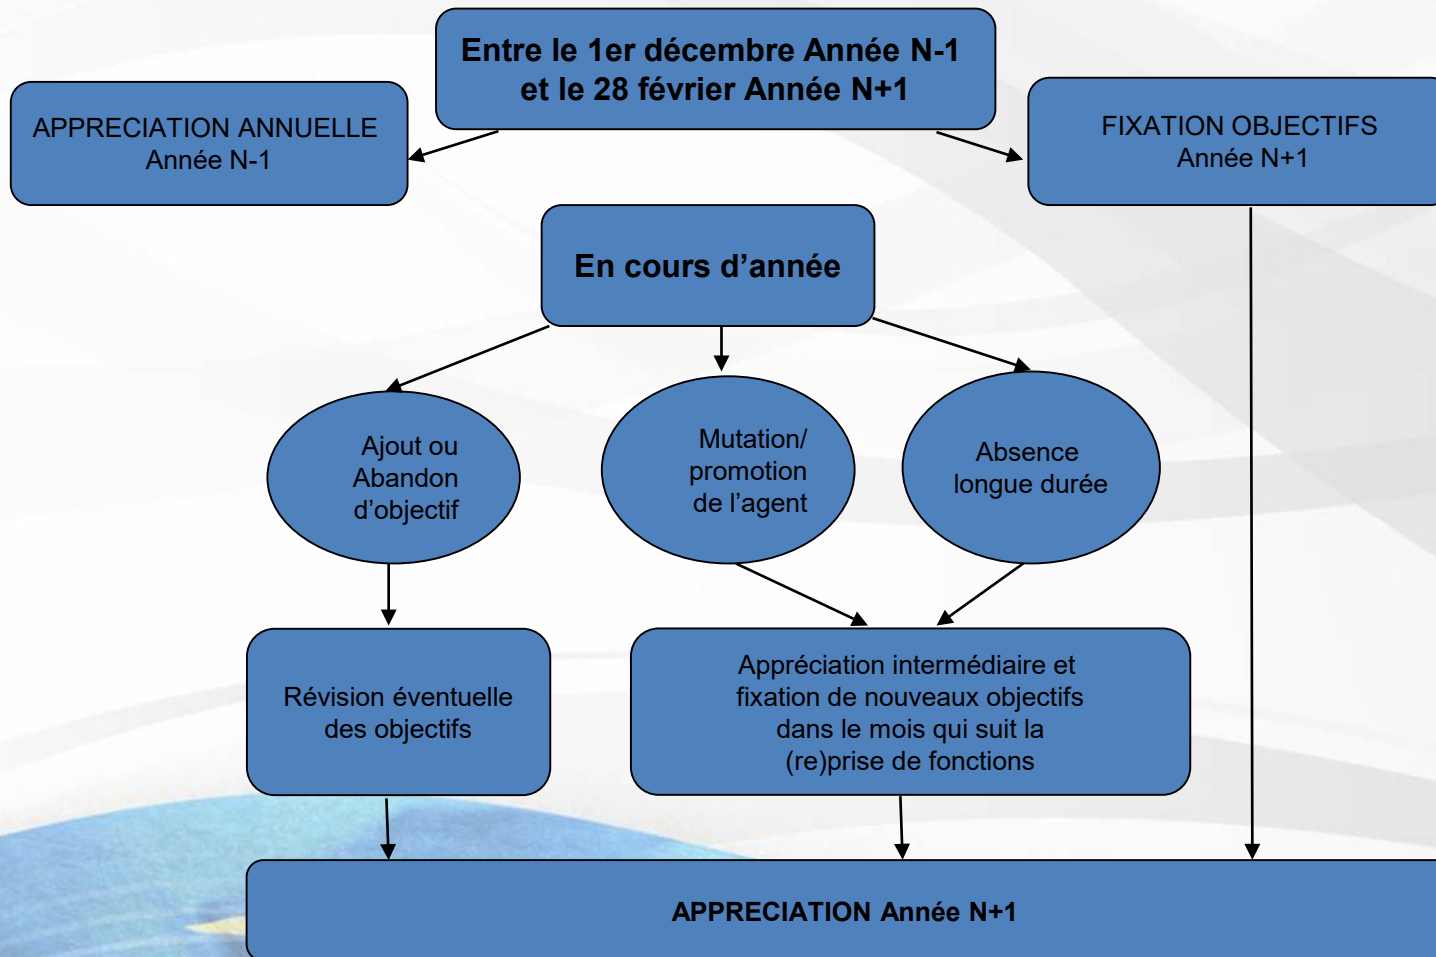 Entre le 1er décembre Année N-1
et le 28 février Année N+1
APPRECIATION ANNUELLE
Année N-1
FIXATION OBJECTIFS
Année N+1
En cours d’année
Ajout ou
Abandon
d’objectif
Mutation/
promotion
de l’agent
Absence
longue durée
Révision éventuelle
des objectifs
Appréciation intermédiaire et
fixation de nouveaux objectifs
dans le mois qui suit la
(re)prise de fonctions
APPRECIATION Année N+1